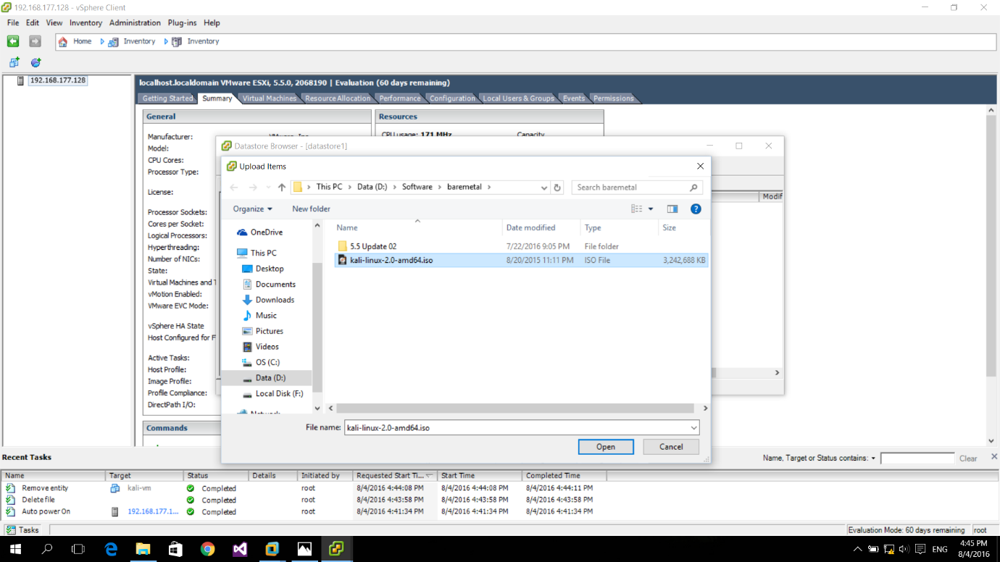 192.168.177.128 - vSphere Client
File Edit View Inventory Administration Plug-ins Help
Home Inventory Inventory
192.168.177.128
localhost.localdomain VMware ESXi, 5.5.0, 2068190 | Evaluation (60 days remaining)
Getting Started Summary Virtual Machines Resource Allocation Performance Configuration Local Users & Groups Events Permissions
General
Resources
Manufacturer:
CPU usage: 171 MHz Capacity
Model:
CPU Cores:
Processor Type:
License:
Processor Sockets:
Cores per Socket:
Logical Processors:
Hyperthreading:
Number of NICs:
State:
Virtual Machines and T
vMotion Enabled:
VMware EVC Mode:
vSphere HA State
Host Configured for F
Active Tasks:
Host Profile:
Image Profile:
Profile Compliance:
DirectPath I/O:
Commands
Datastore Browser - [datastore1]
Modif
Upload Items
This PC Data (D:) Software baremetal
Search baremetal
Organize New folder
OneDrive
This PC
Desktop
Documents
Downloads
Music
Pictures
Videos
OS (C:)
Data (D:)
Local Disk (F:)
Network
Name Date modified Type Size
5.5 Update 02 7/22/2016 9:05 PM File folder
kali-linux-2.0-amd64.iso 8/20/2015 11:11 PM ISO File 3,242,688 KB
File name: kali-linux-2.0-amd64.iso
Open Cancel
Recent Tasks
Name, Target or Status contains: Clear
Name Target Status Details Initiated by Requested Start Ti... Start Time Completed Time
Remove entity kali-vm Completed root 8/4/2016 4:44:08 PM 8/4/2016 4:44:08 PM 8/4/2016 4:44:11 PM
Delete file Completed root 8/4/2016 4:43:58 PM 8/4/2016 4:43:58 PM 8/4/2016 4:43:58 PM
Auto power On 192.168.177.1... Completed root 8/4/2016 4:41:34 PM 8/4/2016 4:41:34 PM 8/4/2016 4:41:34 PM
Tasks
Evaluation Mode: 60 days remaining root
ENG
4:45 PM
8/4/2016